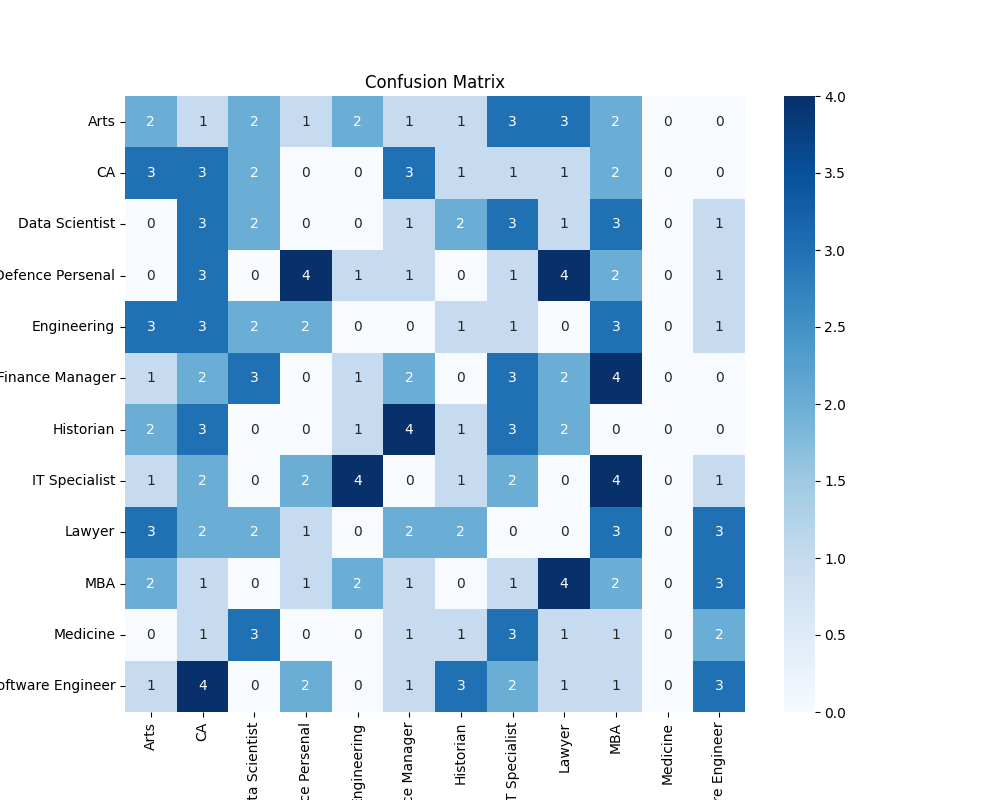 Confusion Matrix
Arts 2 1 2 1 2 1 1 3 3 2 0 0
CA 3 3 2 0 0 3 1 1 1 2 0 0
Data Scientist 0 3 2 0 0 1 2 3 1 3 0 1
Defence Persenal 0 3 0 4 1 1 0 1 4 2 0 1
Engineering 3 3 2 2 0 0 1 1 0 3 0 1
Finance Manager 1 2 3 0 1 2 0 3 2 4 0 0
Historian 2 3 0 0 1 4 1 3 2 0 0 0
IT Specialist 1 2 0 2 4 0 1 2 0 4 0 1
Lawyer 3 2 2 1 0 2 2 0 0 3 0 3
MBA 2 1 0 1 2 1 0 1 4 2 0 3
Medicine 0 1 3 0 0 1 1 3 1 1 0 2
oftware Engineer 1 4 0 2 0 1 3 2 1 1 0 3
Arts
CA
ta Scientist
ce Persenal
Engineering
ce Manager
Historian
T Specialist
Lawyer
MBA
Medicine
re Engineer
4.0
3.5
3.0
2.5
2.0
1.5
1.0
0.5
0.0